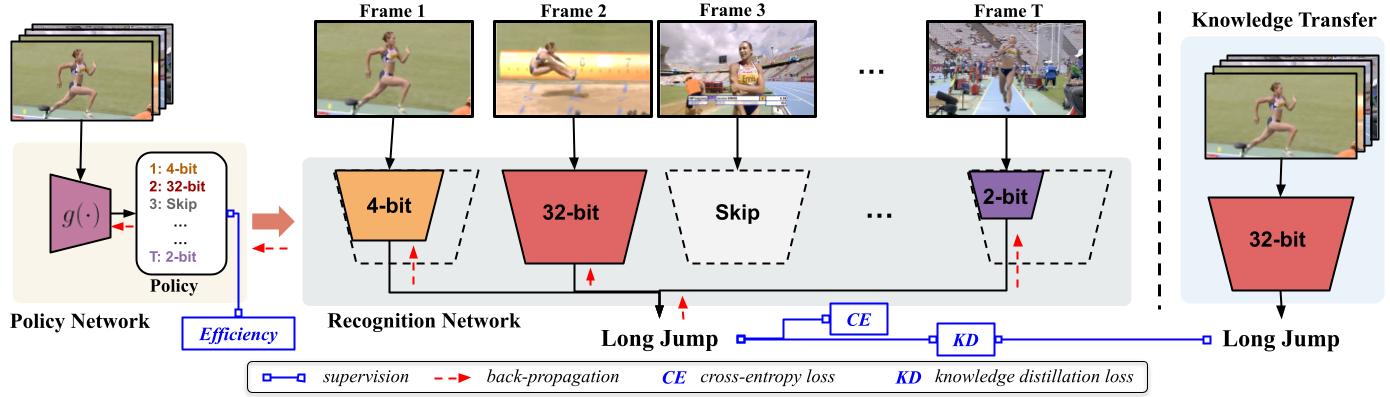 Frame 1
Frame 2
Frame 3
Frame T
Knowledge Transfer
g(·)
1: 4-bit
2: 32-bit
3: Skip
...
...
T: 2-bit
Policy
Policy Network
Efficiency
...
4-bit
32-bit
Skip
...
2-bit
Recognition Network
Long Jump
CE
KD
32-bit
Long Jump
supervision
back-propagation
CE cross-entropy loss
KD knowledge distillation loss